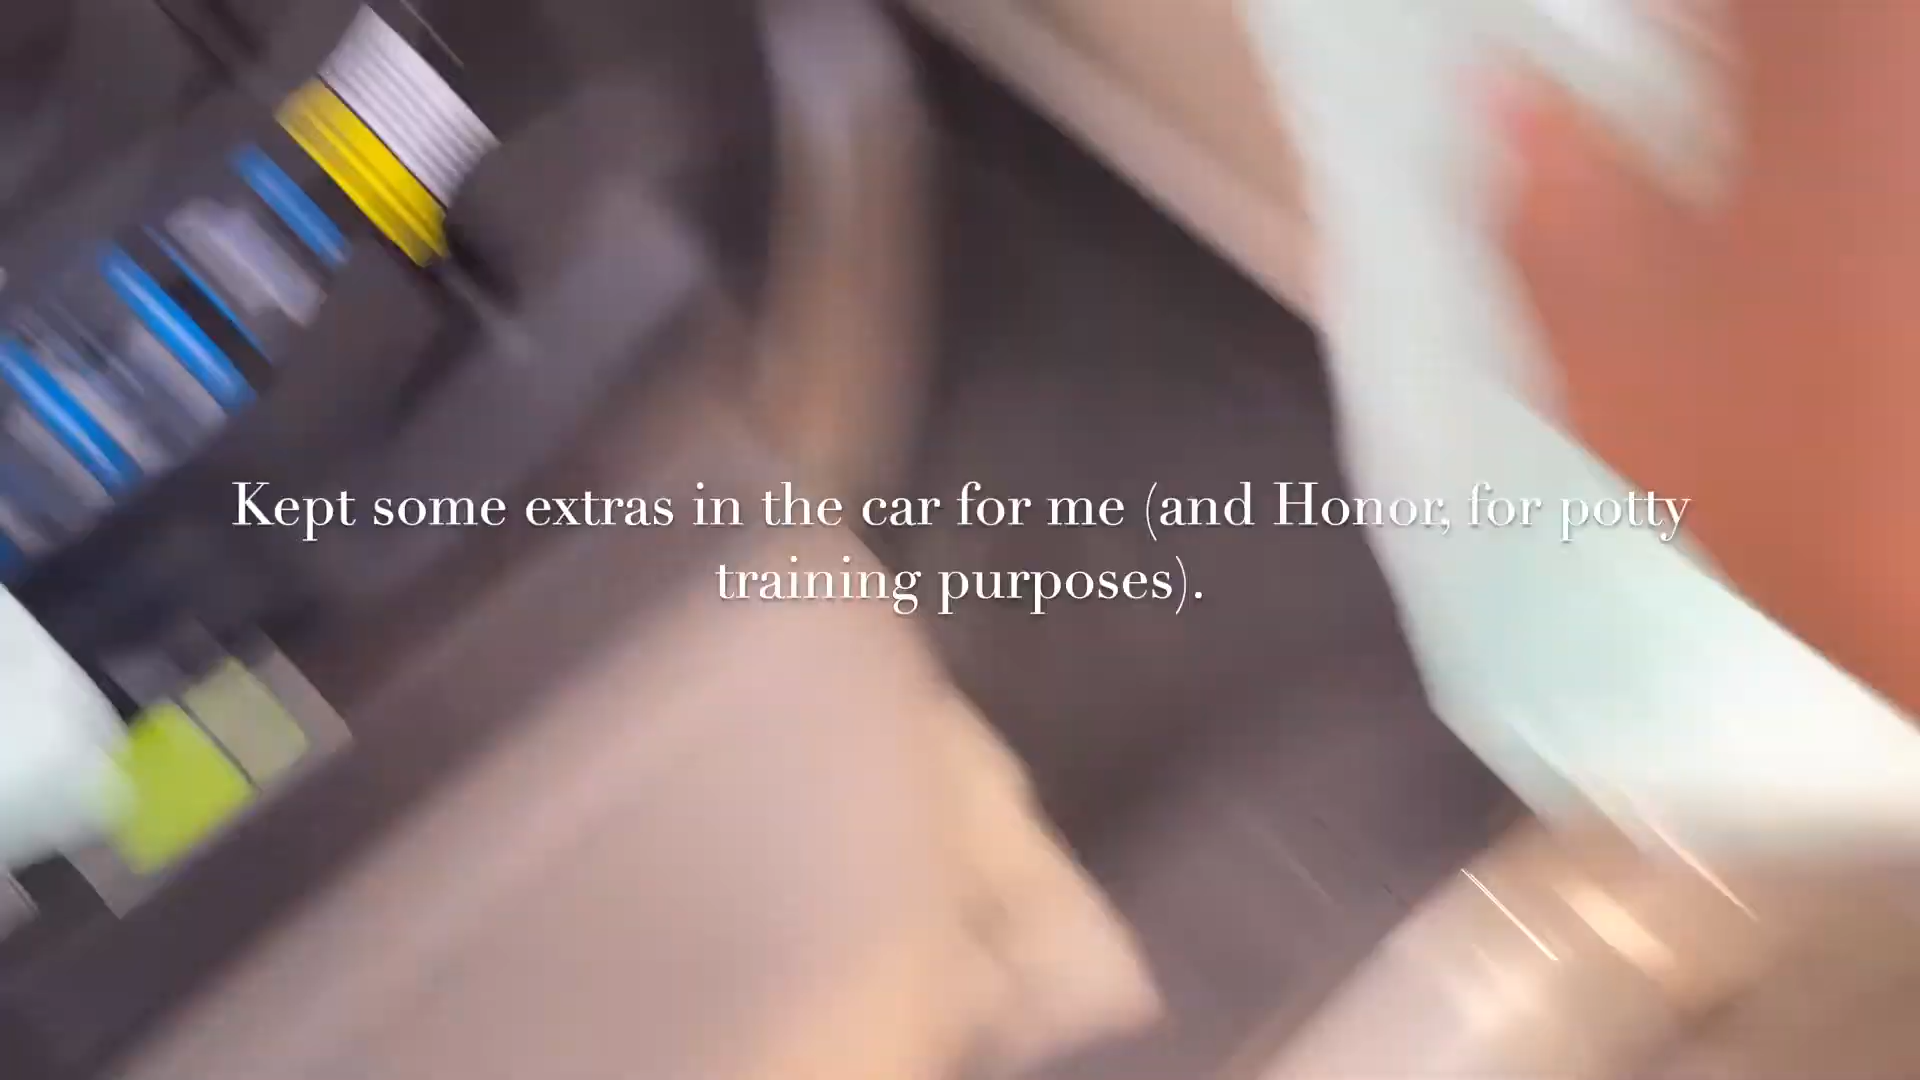 Kept some extras in the car for me (and Honor, for potty
training purposes).